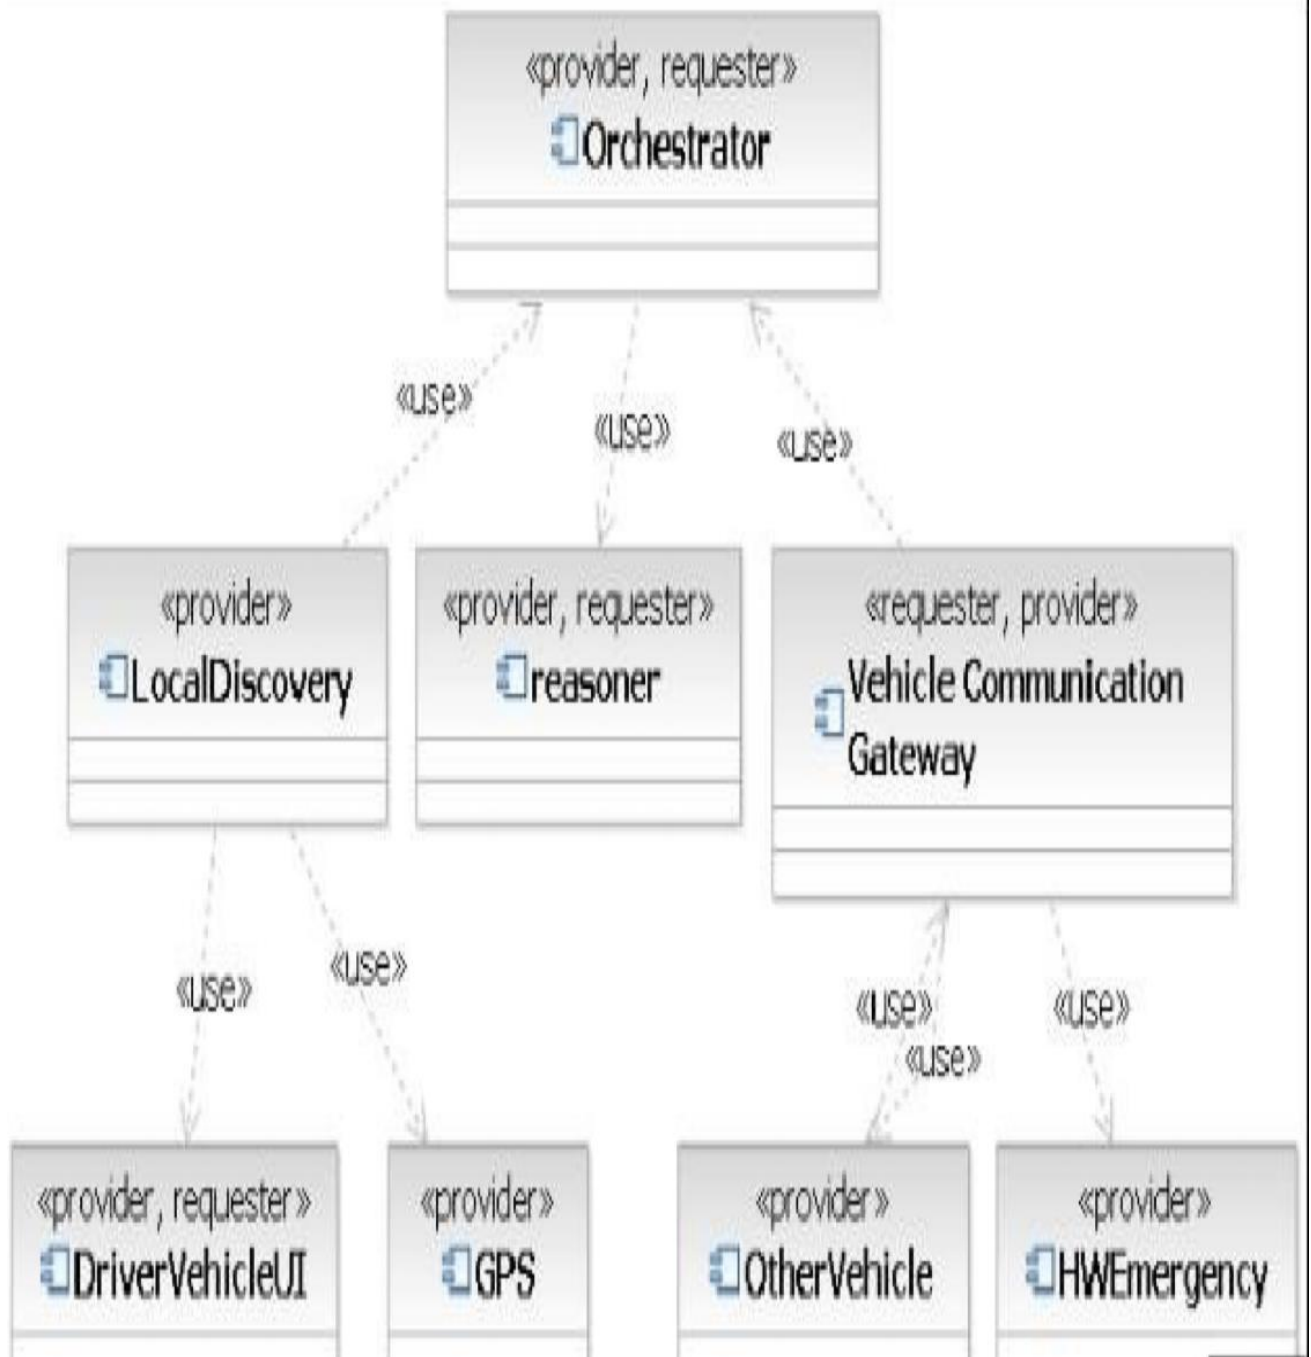 «provider, requester»
Orchestrator
«use»
«use»
«use»
«provider»
LocalDiscovery
«provider, requester»
reasoner
«requester, provider»
Vehicle Communication
Gateway
«use»
«use»
«use»
«use»
«use»
«provider, requester»
DriverVehicleUI
«provider»
GPS
«provider»
OtherVehicle
«provider»
HWEmergency